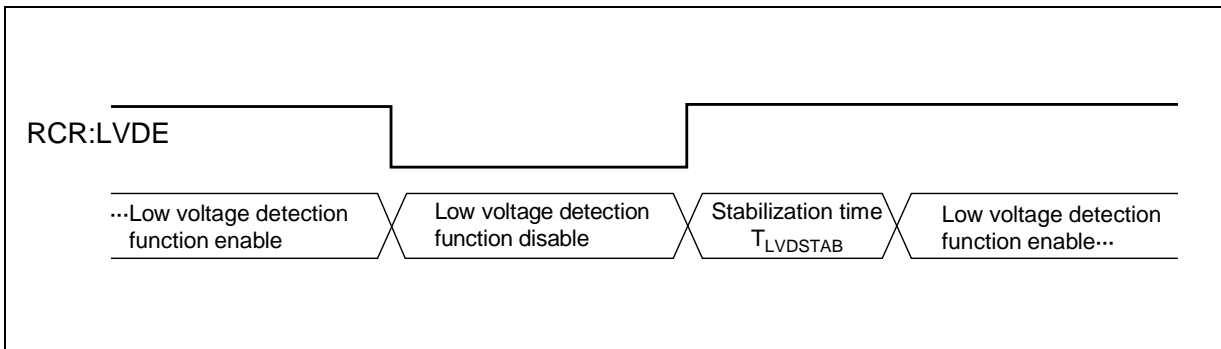 RCR:LVDE
···Low voltage detection
function enable
Low voltage detection
function disable
Stabilization time
TLVDSTAB
Low voltage detection
function enable···